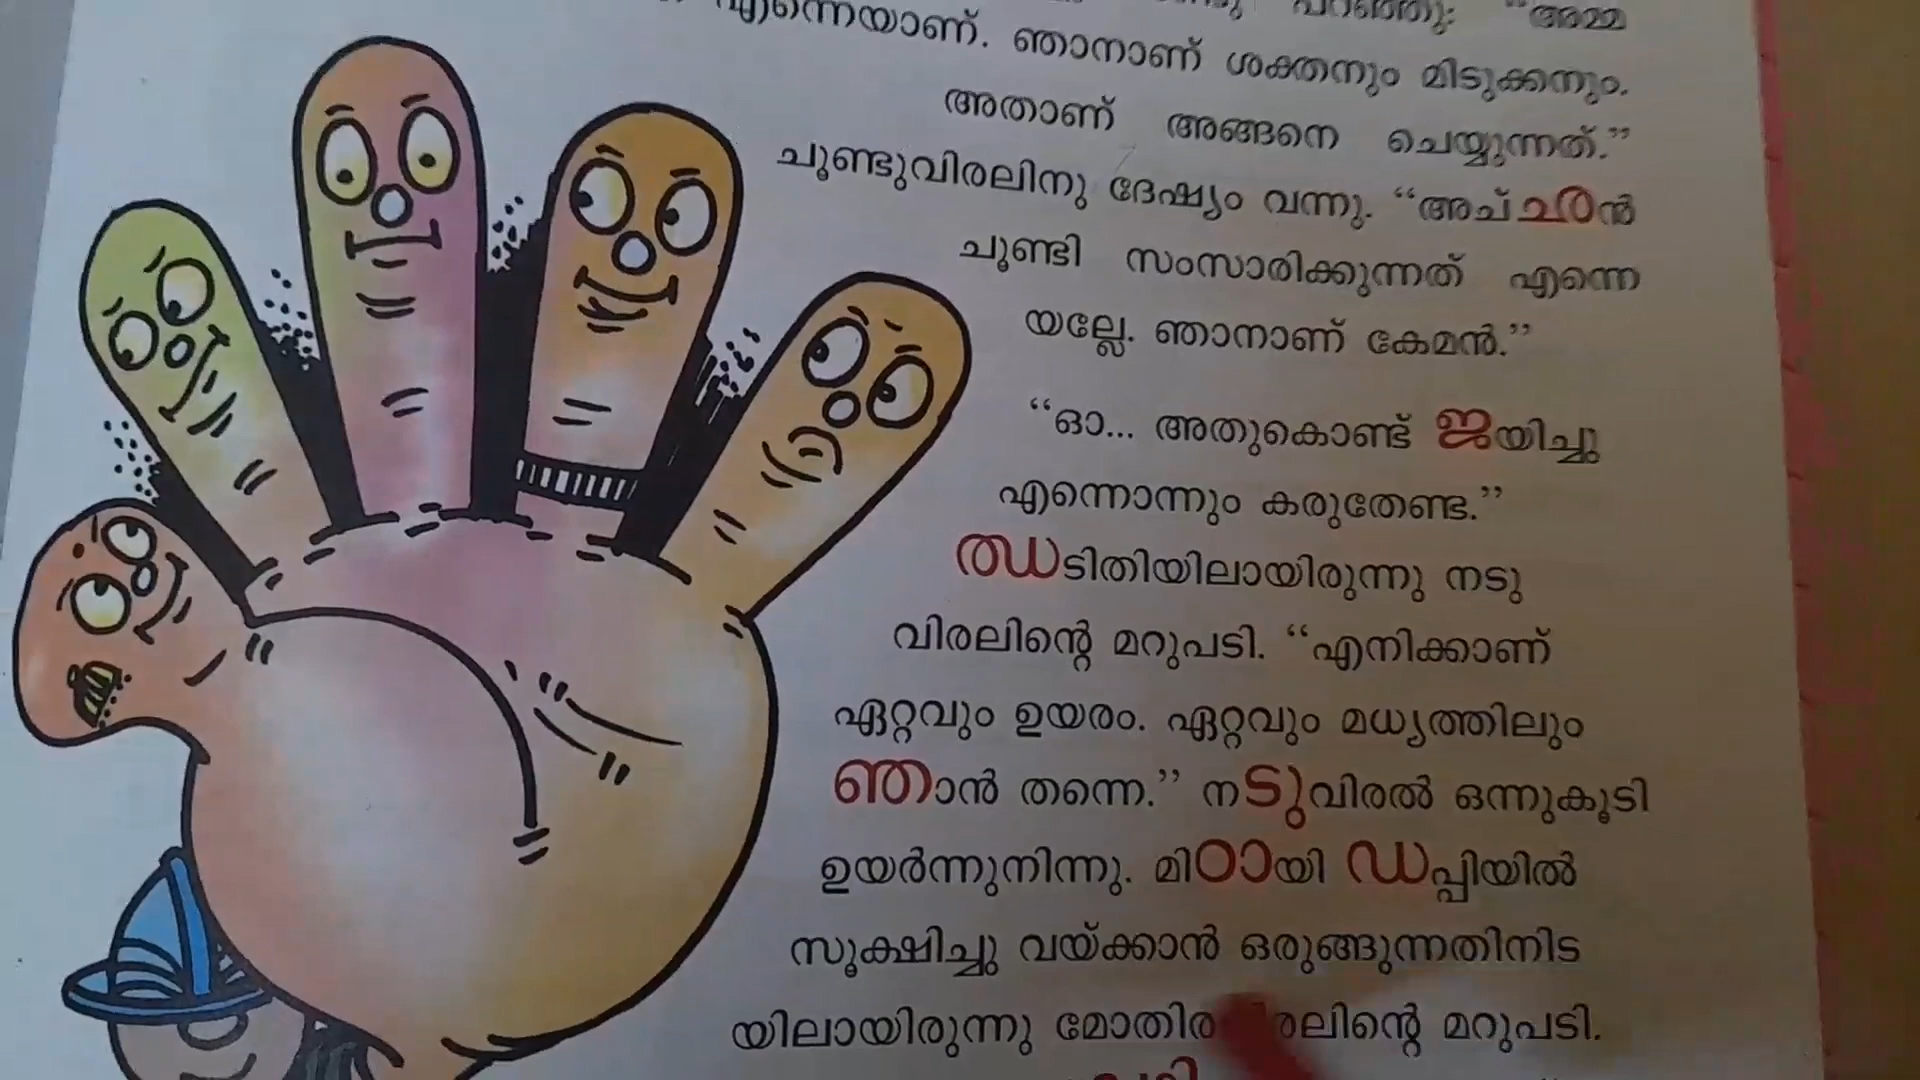 പറഞ്ഞു: “അമ്മ
എന്നെയാണ്. ഞാനാണ് ശക്തനും മിടുക്കനും.
അതാണ് അങ്ങനെ ചെയ്യുന്നത്.”
ചൂണ്ടുവിരലിനു ദേഷ്യം വന്നു. “അച്ഛൻ
ചൂണ്ടി സംസാരിക്കുന്നത് എന്നെ
യല്ലേ. ഞാനാണ് കേമൻ.”
“ഓ... അതുകൊണ്ട് ജയിച്ചു
എന്നൊന്നും കരുതേണ്ട.”
ഝടിതിയിലായിരുന്നു നടു
വിരലിന്റെ മറുപടി. “എനിക്കാണ്
ഏറ്റവും ഉയരം. ഏറ്റവും മധ്യത്തിലും
ഞാൻ തന്നെ.” നടുവിരൽ ഒന്നുകൂടി
ഉയർന്നുനിന്നു. മിഠായി ഡപ്പിയിൽ
സൂക്ഷിച്ചു വയ്ക്കാൻ ഒരുങ്ങുന്നതിനിട
യിലായിരുന്നു മറുപടി.